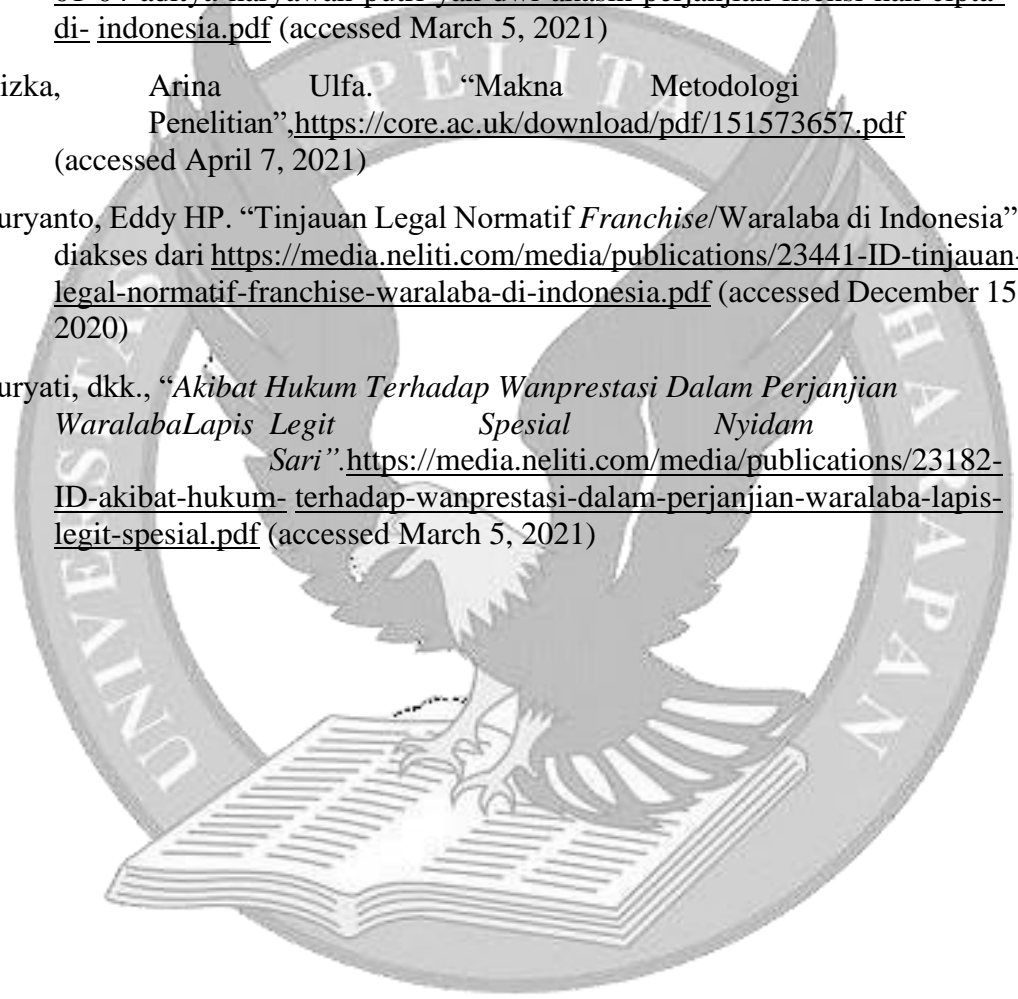 di- indonesia.pdf (accessed March 5, 2021)
izka, Arina Ulfa. “Makna Metodologi
Penelitian”,https://core.ac.uk/download/pdf/151573657.pdf
(accessed April 7, 2021)
uryanto, Eddy HP. “Tinjauan Legal Normatif Franchise/Waralaba di Indonesia”
diakses dari https://media.neliti.com/media/publications/23441-ID-tinjauan-
legal-normatif-franchise-waralaba-di-indonesia.pdf (accessed December 15
2020)
uryati, dkk., “Akibat Hukum Terhadap Wanprestasi Dalam Perjanjian
WaralabaLapis Legit Spesial Nyidam
Sari”.https://media.neliti.com/media/publications/23182-
ID-akibat-hukum- terhadap-wanprestasi-dalam-perjanjian-waralaba-lapis-
legit-spesial.pdf (accessed March 5, 2021)
UNIVERSITAS PELITA HARAPAN